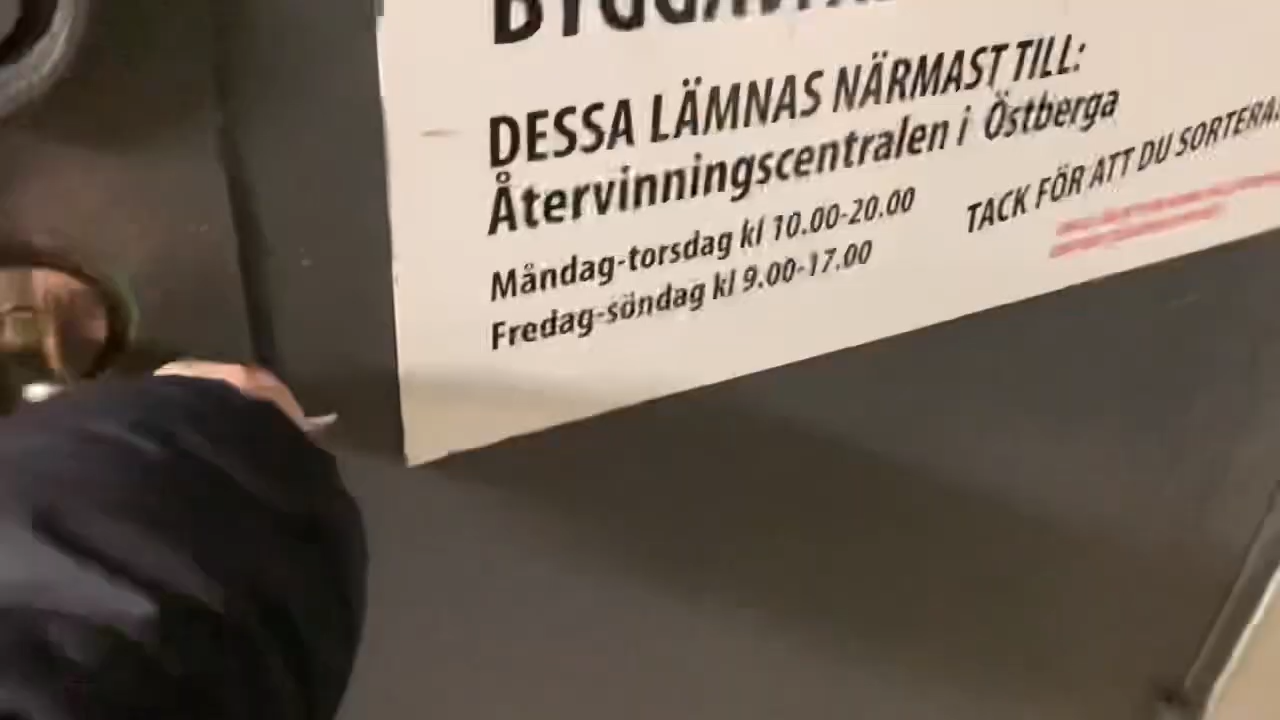 DESSA LÄMNAS NÄRMAST TILL:
Återvinningscentralen i Östberga
Måndag-torsdag kl 10.00-20.00
Fredag-söndag kl 9.00-17.00
TACK FÖR ATT DU SORTERAR